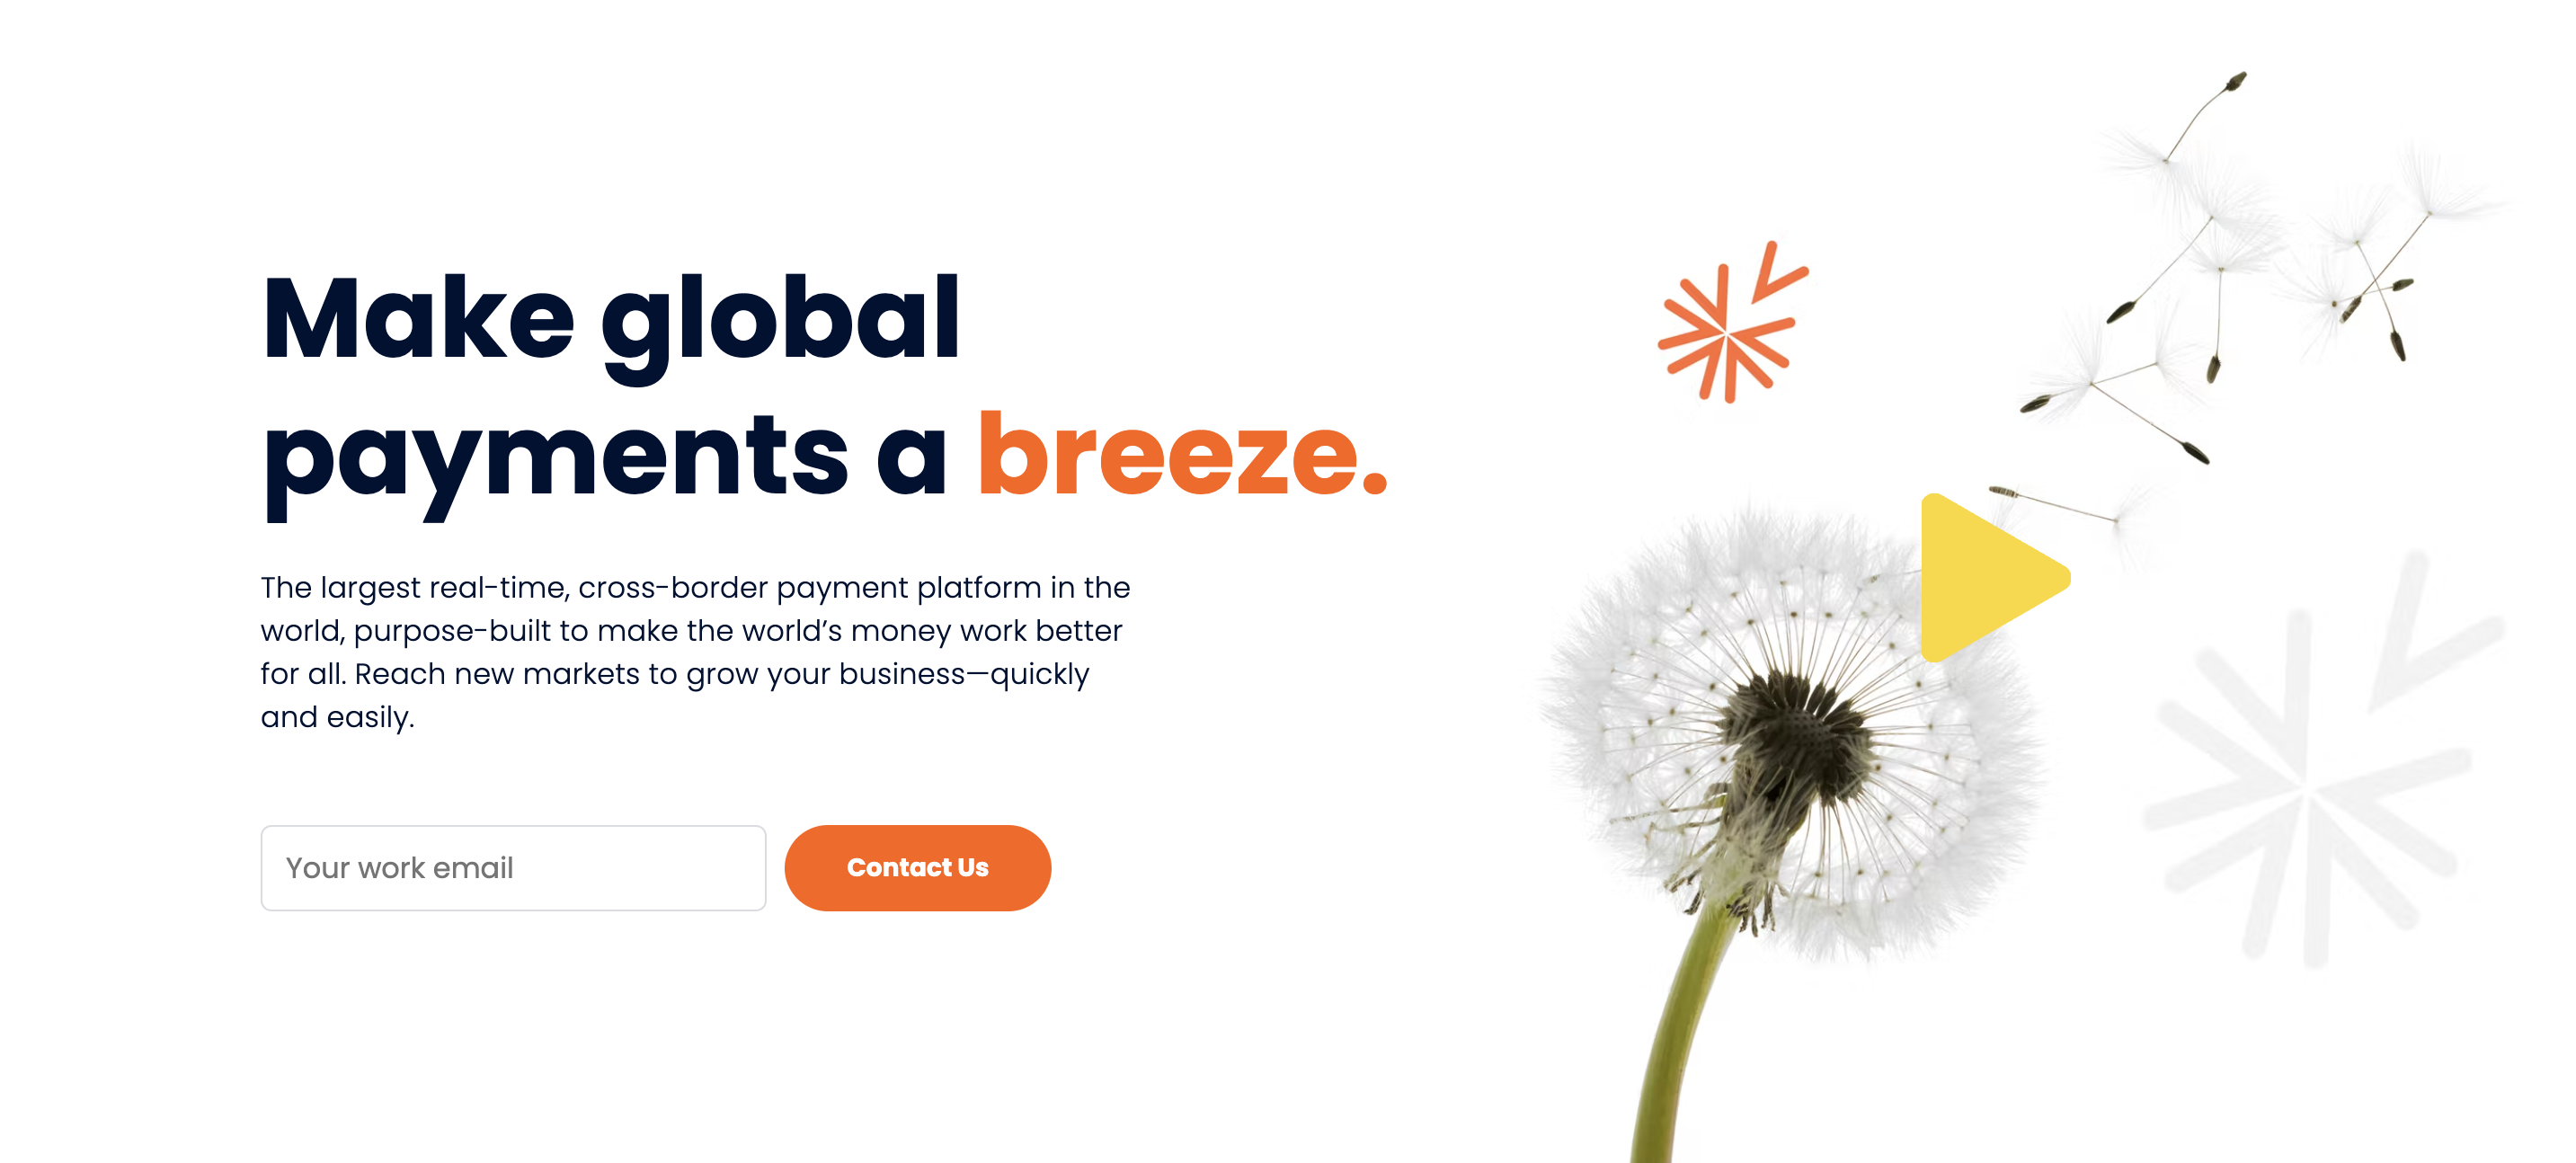 Make global
payments a breeze.
The largest real-time, cross-border payment platform in the
world, purpose-built to make the world’s money work better
for all. Reach new markets to grow your business—quickly
and easily.
Your work email
Contact Us